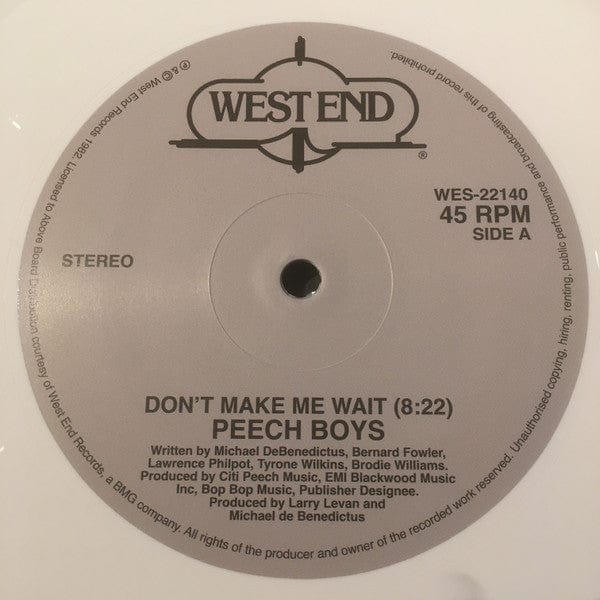 WEST END
®
WES-22140
45 RPM
SIDE A
STEREO
DON'T MAKE ME WAIT (8:22)
PEECH BOYS
Written by Michael DeBenedictus, Bernard Fowler,
Lawrence Philpot, Tyrone Wilkins, Brodie Williams.
Produced by Citi Peech Music, EMI Blackwood Music
Inc, Bop Bop Music, Publisher Designee.
Produced by Larry Levan and
Michael de Benedictus
℗ & © West End Records 1982. Licensed to Above Board Distribution courtesy of West End Records, a BMG company. All rights of the producer and owner of the recorded work reserved. Unauthorised copying, hiring, renting, public performance and broadcasting of this record prohibited.